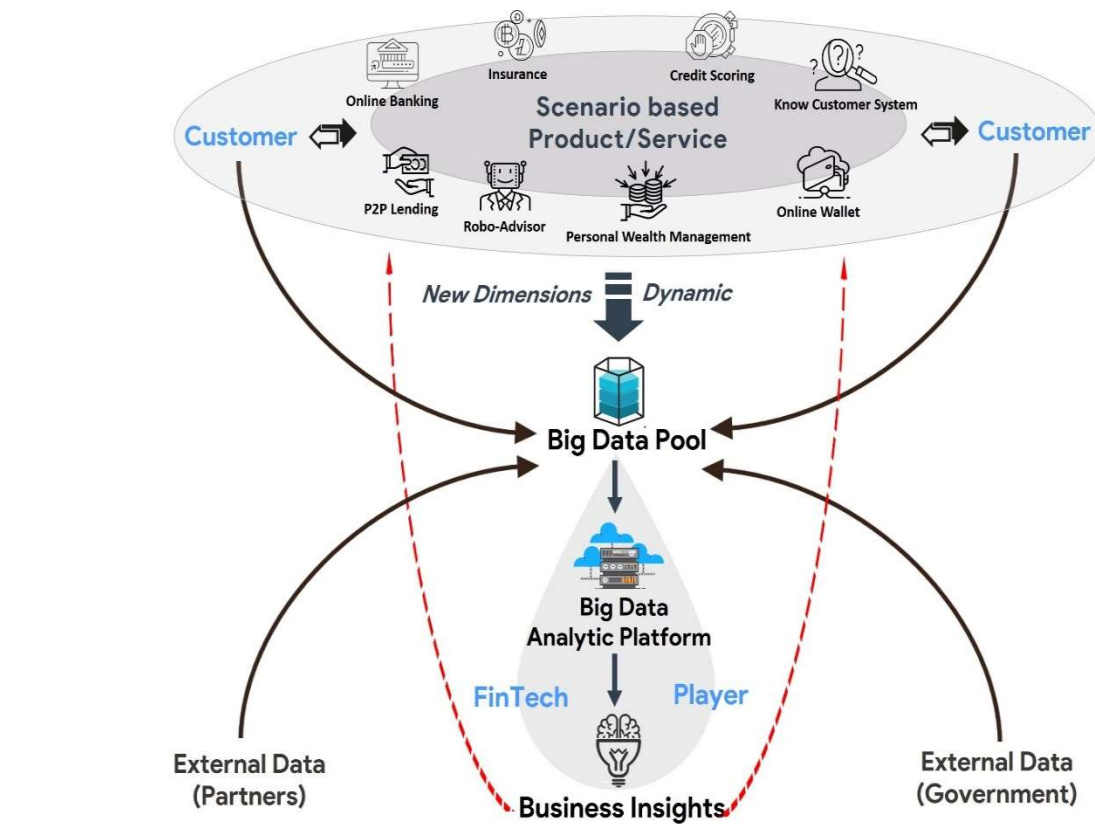 Insurance
Credit Scoring
Online Banking
Know Customer System
Scenario based
Product/Service
Customer
Customer
P2P Lending
Robo-Advisor
Personal Wealth Management
Online Wallet
New Dimensions
Dynamic
Big Data Pool
Big Data
Analytic Platform
FinTech
Player
External Data
(Partners)
External Data
(Government)
Business Insights